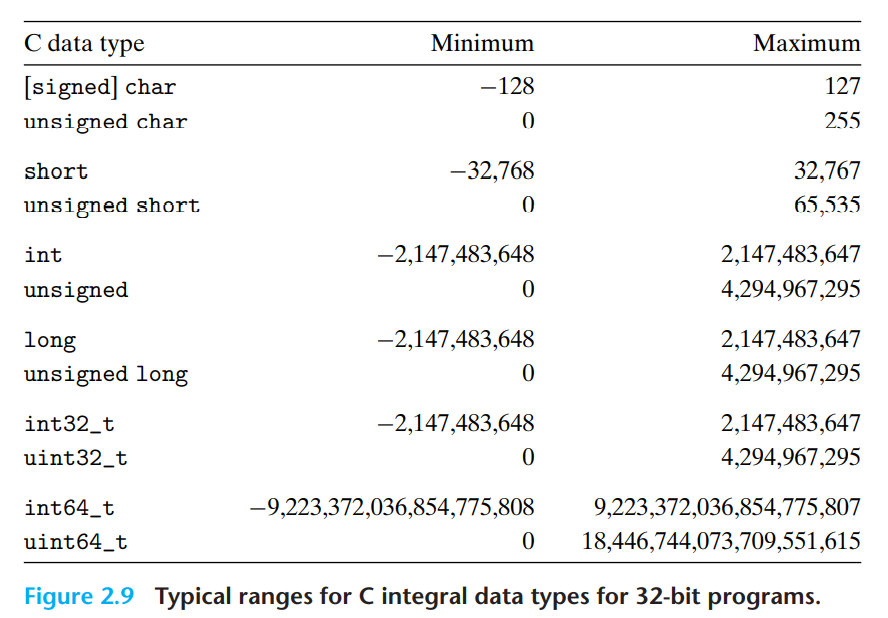 C data type Minimum Maximum
[signed] char −128 127
unsigned char 0 255
short −32,768 32,767
unsigned short 0 65,535
int −2,147,483,648 2,147,483,647
unsigned 0 4,294,967,295
long −2,147,483,648 2,147,483,647
unsigned long 0 4,294,967,295
int32_t −2,147,483,648 2,147,483,647
uint32_t 0 4,294,967,295
int64_t −9,223,372,036,854,775,808 9,223,372,036,854,775,807
uint64_t 0 18,446,744,073,709,551,615
Figure 2.9 Typical ranges for C integral data types for 32-bit programs.